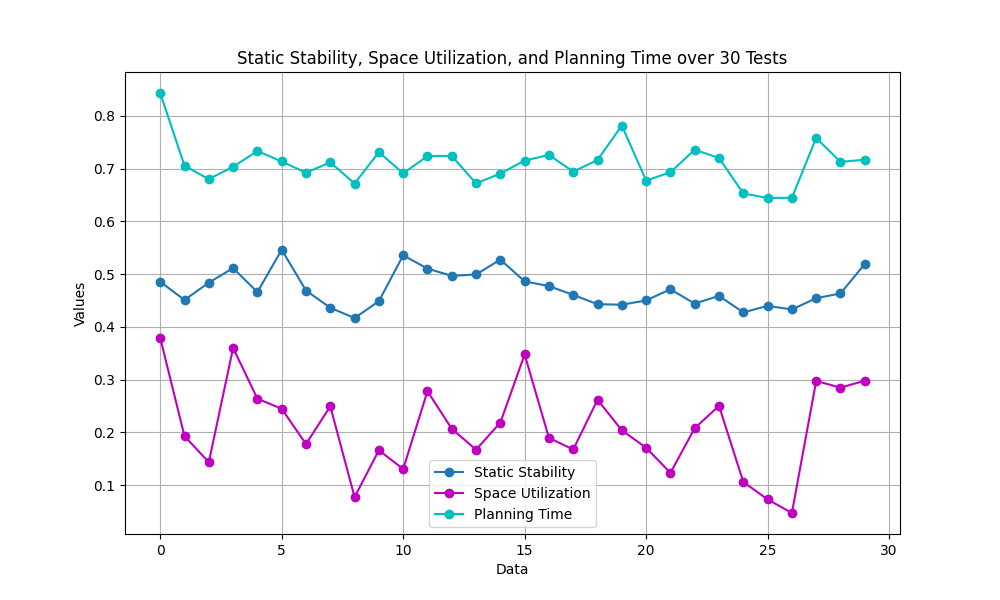 Static Stability, Space Utilization, and Planning Time over 30 Tests
Values
0.8
0.7
0.6
0.5
0.4
0.3
0.2
0.1
Static Stability
Space Utilization
Planning Time
0 5 10 15 20 25 30
Data